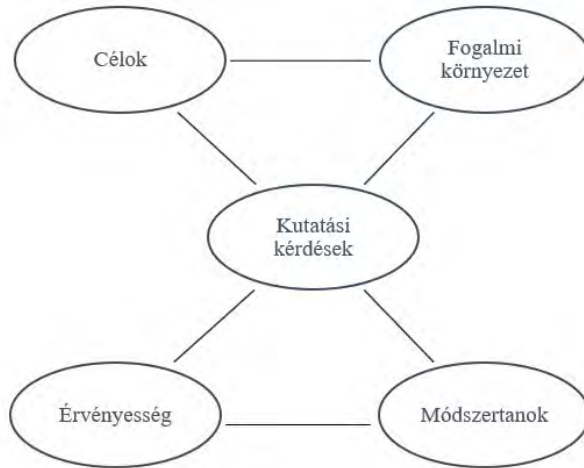 Célok
Fogalmi
környezet
Kutatási
kérdések
Érvényesség
Módszertanok